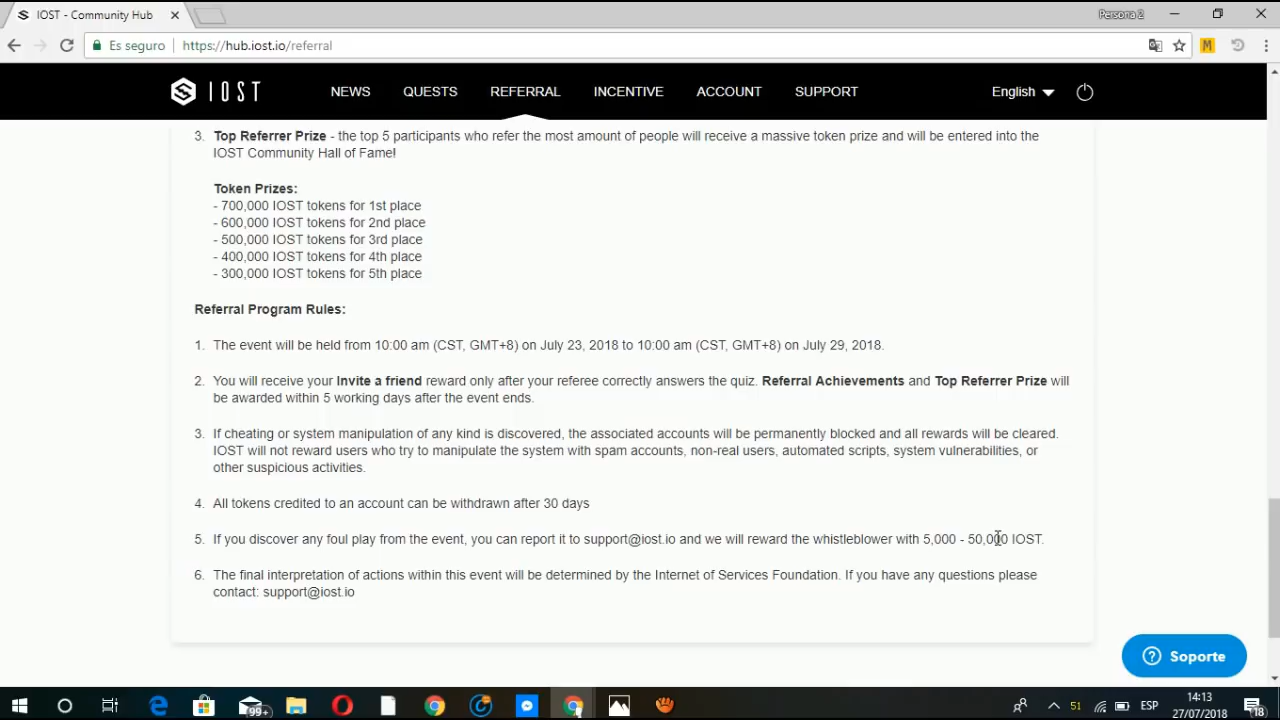 IOST - Community Hub
Persona 2
Es seguro
https://hub.iost.io/referral
M
IOST
NEWS
QUESTS
REFERRAL
INCENTIVE
ACCOUNT
SUPPORT
English
3. Top Referrer Prize - the top 5 participants who refer the most amount of people will receive a massive token prize and will be entered into the
IOST Community Hall of Fame!
Token Prizes:
- 700,000 IOST tokens for 1st place
- 600,000 IOST tokens for 2nd place
- 500,000 IOST tokens for 3rd place
- 400,000 IOST tokens for 4th place
- 300,000 IOST tokens for 5th place
Referral Program Rules:
1. The event will be held from 10:00 am (CST, GMT+8) on July 23, 2018 to 10:00 am (CST, GMT+8) on July 29, 2018.
2. You will receive your Invite a friend reward only after your referee correctly answers the quiz. Referral Achievements and Top Referrer Prize will
be awarded within 5 working days after the event ends.
3. If cheating or system manipulation of any kind is discovered, the associated accounts will be permanently blocked and all rewards will be cleared.
IOST will not reward users who try to manipulate the system with spam accounts, non-real users, automated scripts, system vulnerabilities, or
other suspicious activities.
4. All tokens credited to an account can be withdrawn after 30 days
5. If you discover any foul play from the event, you can report it to support@iost.io and we will reward the whistleblower with 5,000 - 50,000 IOST.
6. The final interpretation of actions within this event will be determined by the Internet of Services Foundation. If you have any questions please
contact: support@iost.io
Soporte
99+
51
ESP
14:13
27/07/2018
18